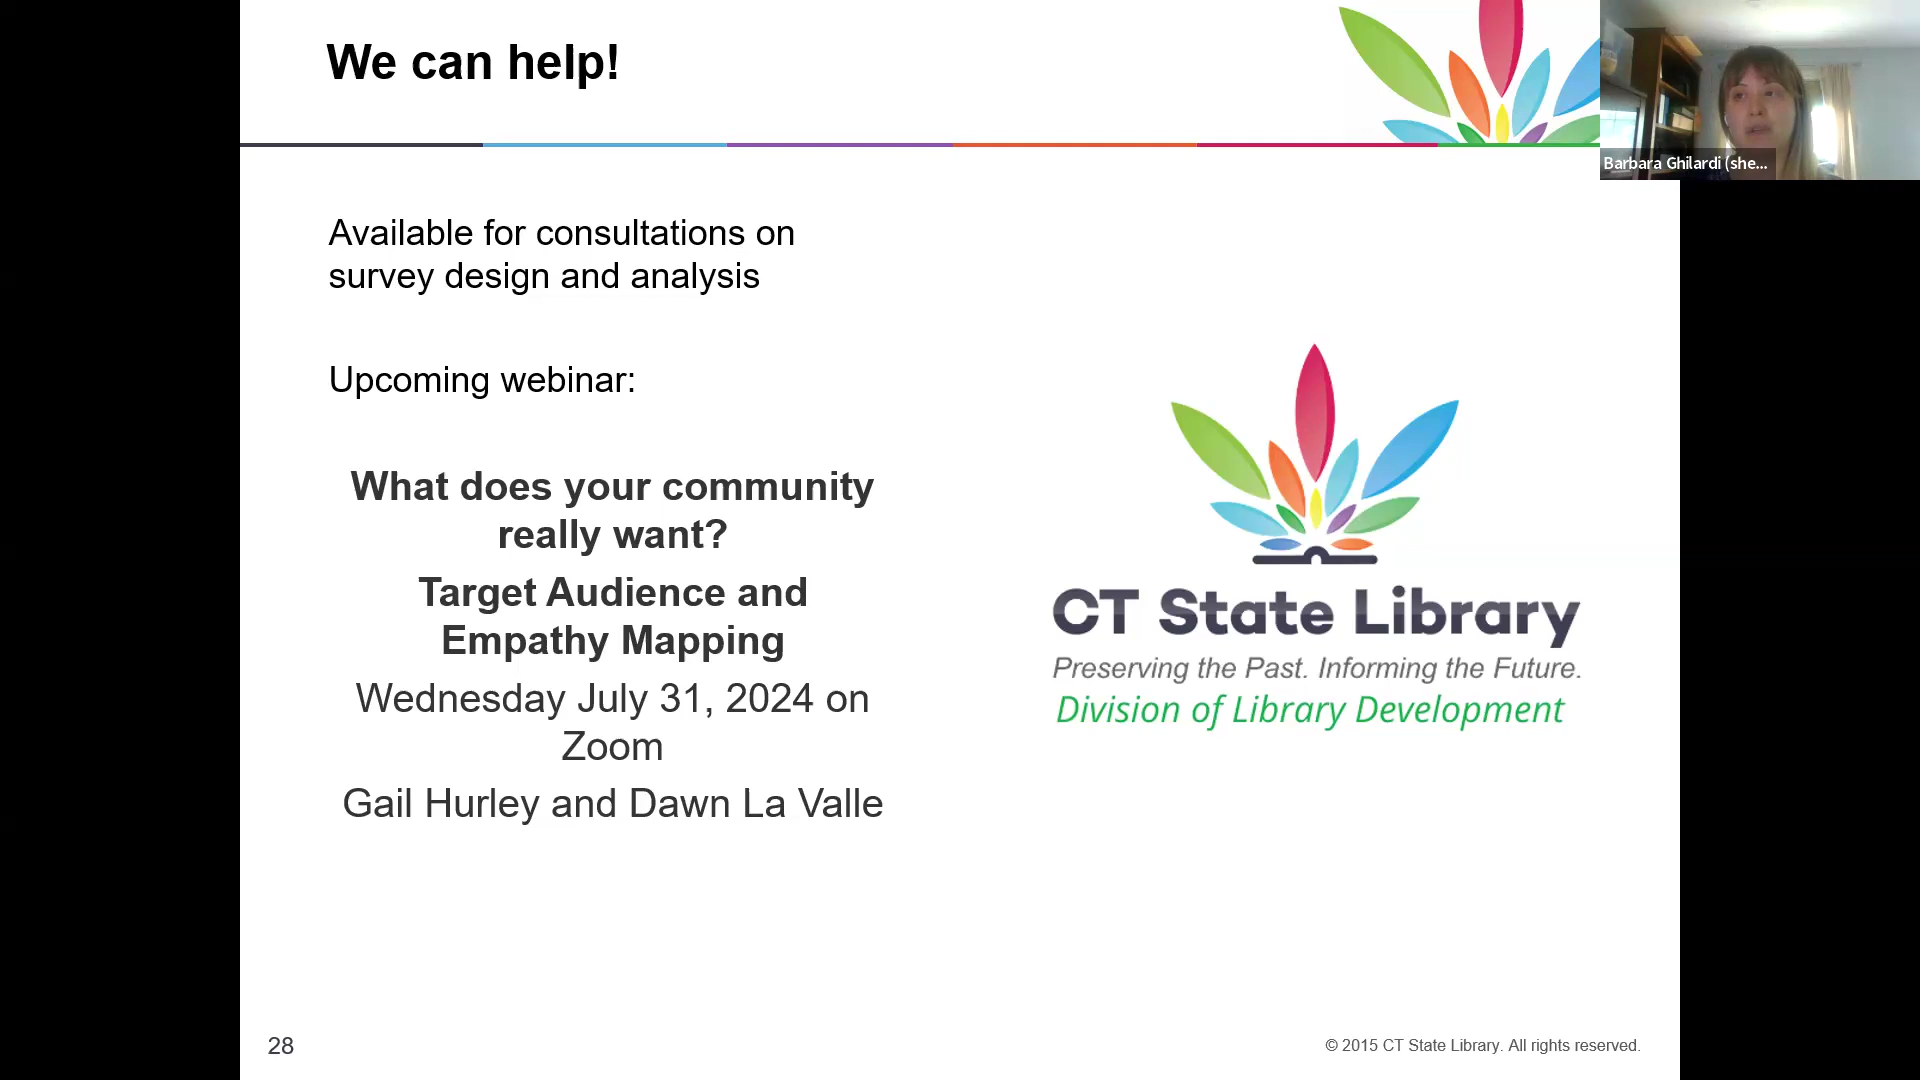 We can help!
Barbara Ghilardi (she...
Available for consultations on
survey design and analysis
Upcoming webinar:
What does your community
really want?
Target Audience and
Empathy Mapping
Wednesday July 31, 2024 on
Zoom
Gail Hurley and Dawn La Valle
CT State Library
Preserving the Past. Informing the Future.
Division of Library Development
28
© 2015 CT State Library. All rights reserved.